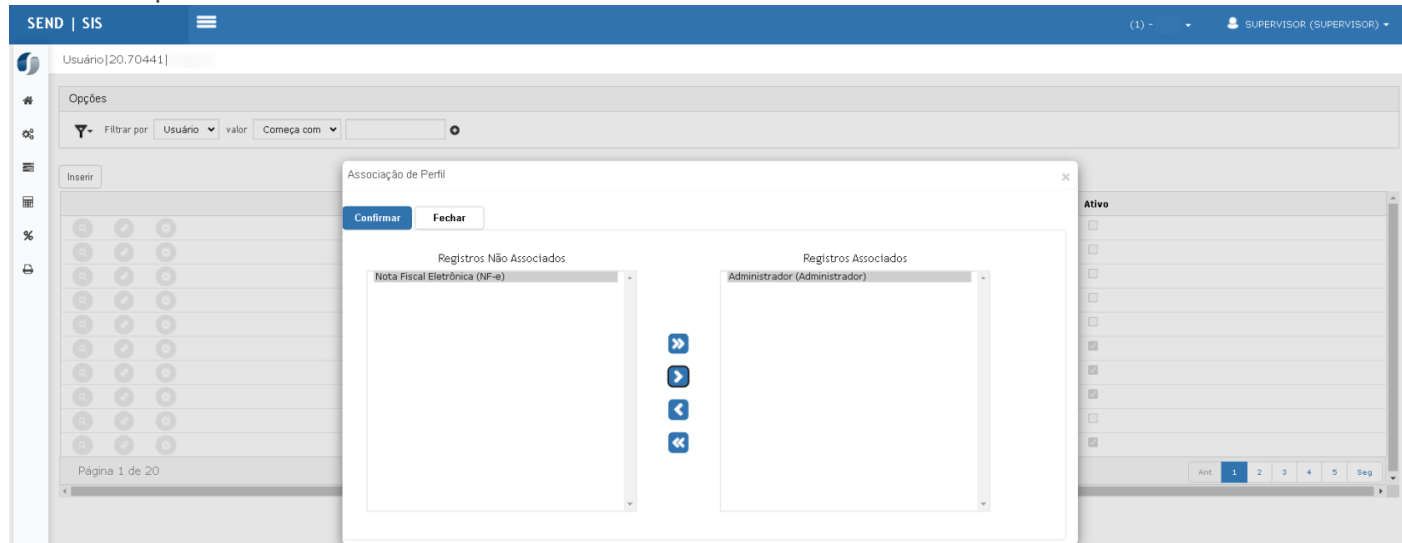 SEND | SIS
(1) -
SUPERVISOR (SUPERVISOR)
Usuário|20.70441|
Opções
Filtrar por Usuário valor Começa com
Inserir
Associação de Perfil
×
Ativo
Confirmar Fechar
Registros Não Associados
Registros Associados
Nota Fiscal Eletrônica (NF-e)
Administrador (Administrador)
Página 1 de 20
Ant 1 2 3 4 5 Seg